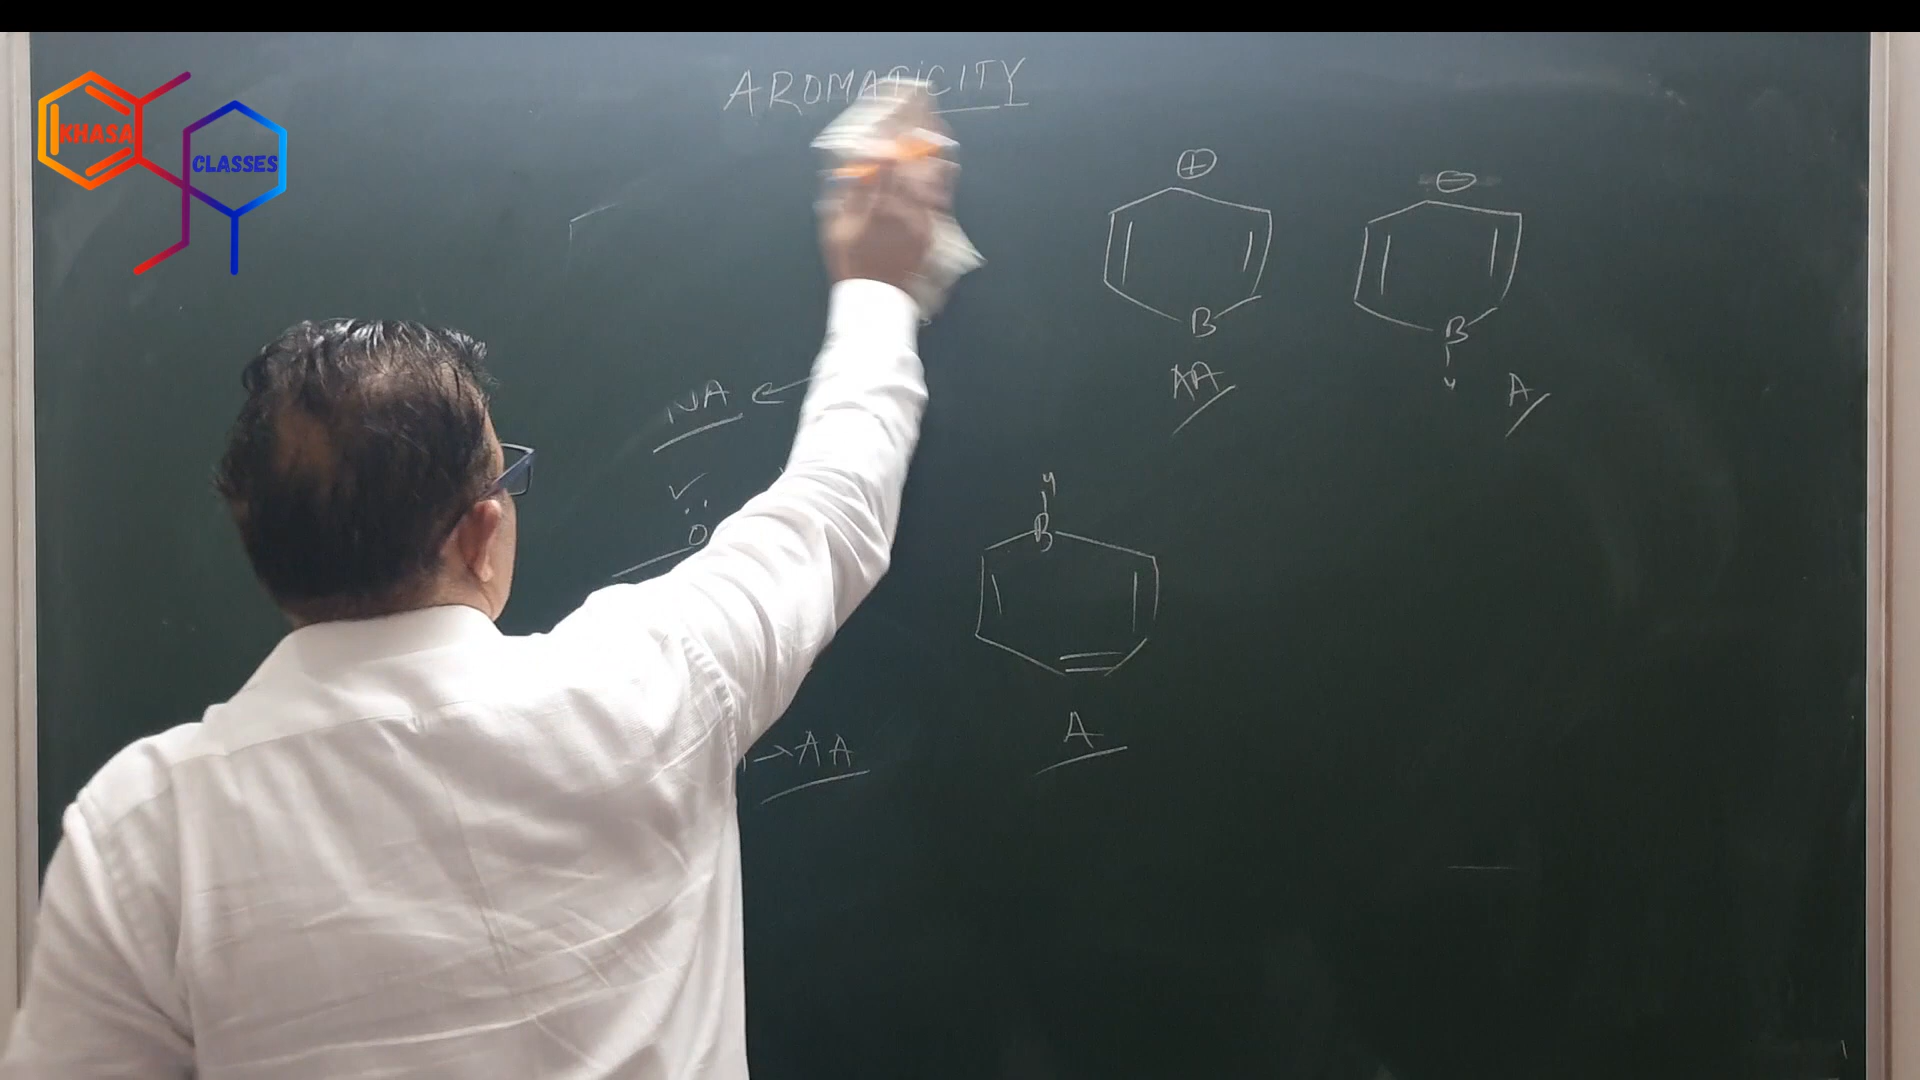 AROMATICITY
KHASA
CLASSES
⊕
⊖
B
B
H
AA
A
NA
O
H
B
→AA
A